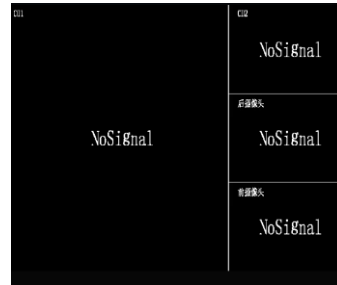 CH1
NoSignal
CH2
NoSignal
后摄像头
NoSignal
前摄像头
NoSignal